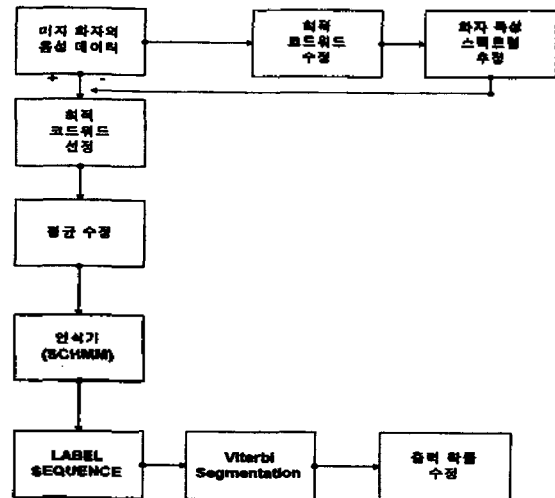 미지 화자의
음성 데이터
최적
코드워드
수정
화자 특성
스펙트럼
추정
+ -
최적
코드워드
선정
평균 수정
인식기
(SCHMM)
LABEL
SEQUENCE
Viterbi
Segmentation
출력 확률
수정